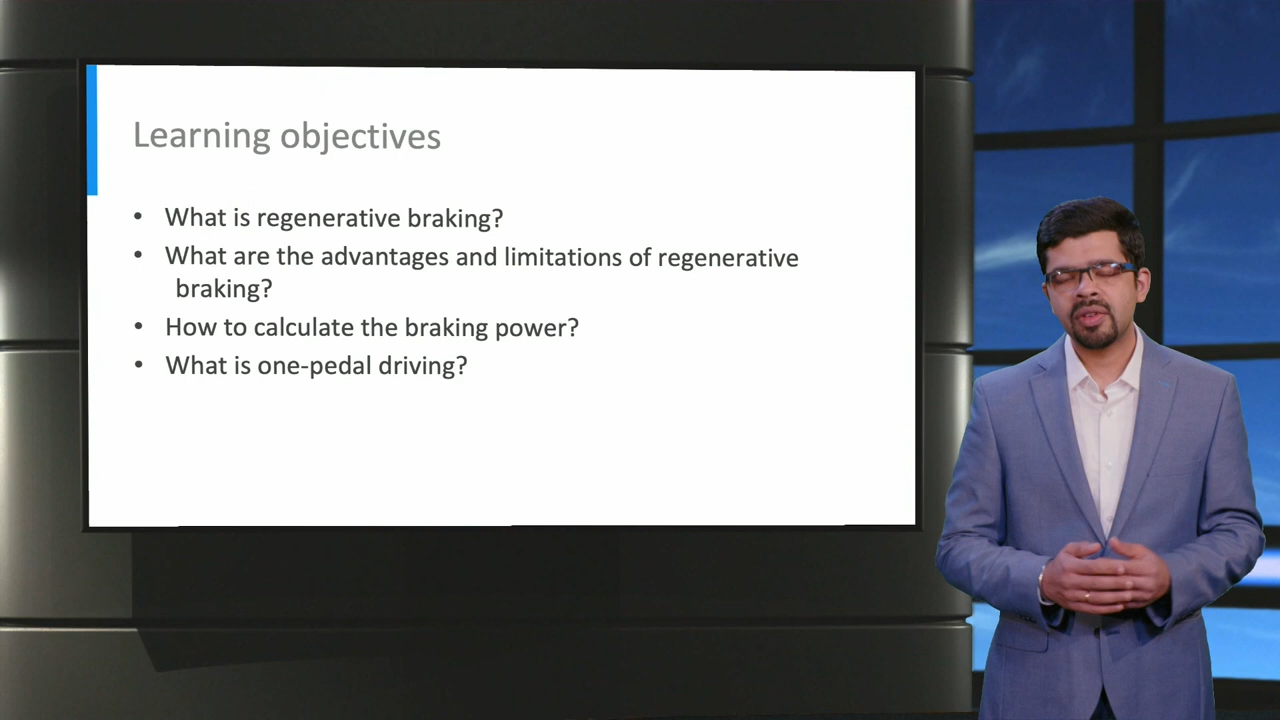 Learning objectives
• What is regenerative braking?
• What are the advantages and limitations of regenerative
braking?
• How to calculate the braking power?
• What is one-pedal driving?